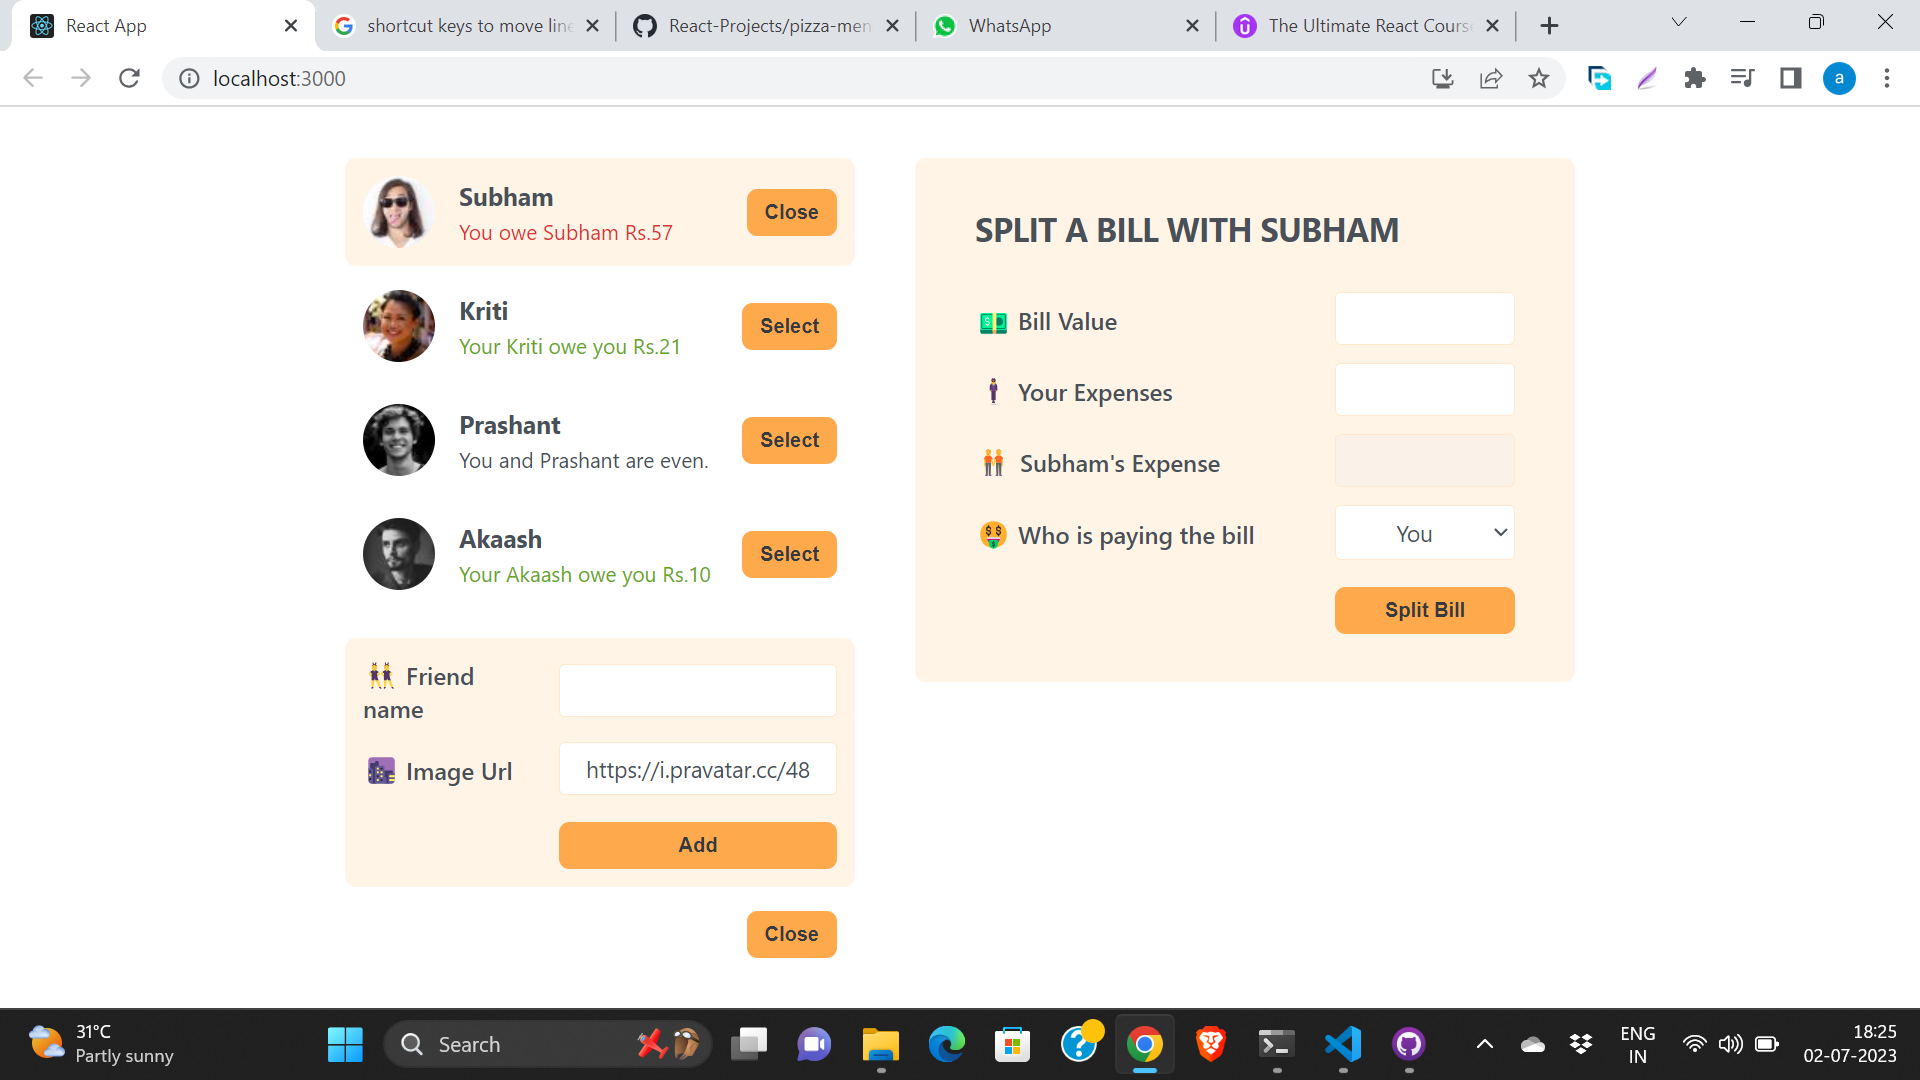 React App
shortcut keys to move line
React-Projects/pizza-men
WhatsApp
The Ultimate React Cours
localhost:3000
a
Subham
You owe Subham Rs.57
Close
Kriti
Your Kriti owe you Rs.21
Select
Prashant
You and Prashant are even.
Select
Akaash
Your Akaash owe you Rs.10
Select
Friend
name
Image Url
https://i.pravatar.cc/48
Add
Close
SPLIT A BILL WITH SUBHAM
Bill Value
Your Expenses
Subham's Expense
Who is paying the bill
You
Split Bill
31°C
Partly sunny
Search
ENG
IN
18:25
02-07-2023